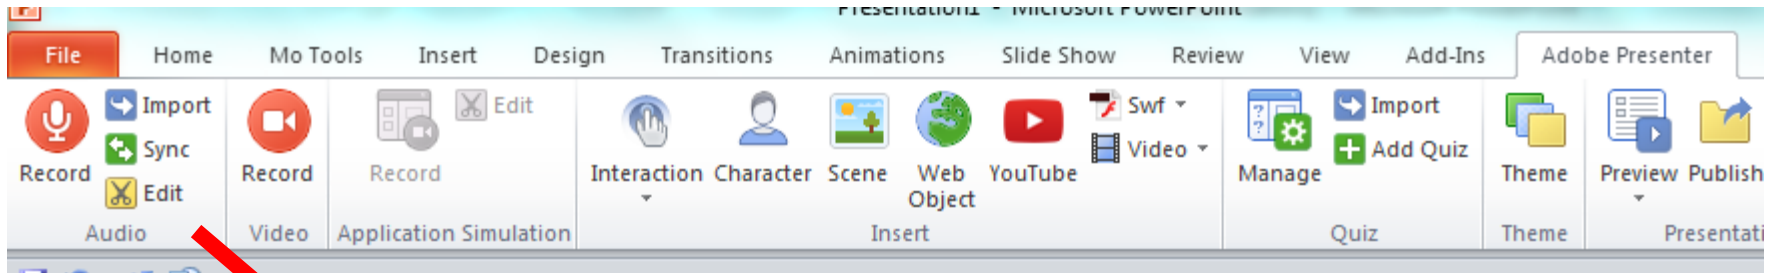 Presentation1 - Microsoft PowerPoint
File Home Mo Tools Insert Design Transitions Animations Slide Show Review View Add-Ins Adobe Presenter
Import
Sync
Record
Edit
Audio
Record
Video
Edit
Record
Application Simulation
Interaction Character Scene Web Object YouTube
Swf
Video
Insert
Manage
Import
Add Quiz
Quiz
Theme
Theme
Preview Publish
Presentati